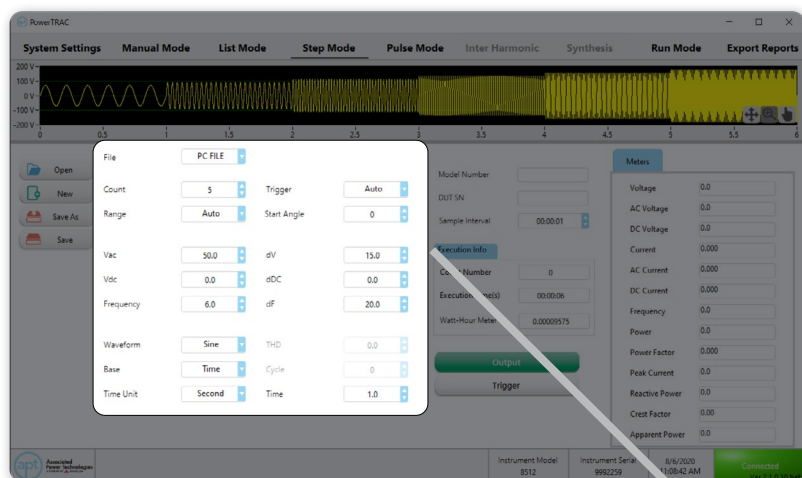 PowerTRAC
System Settings Manual Mode List Mode Step Mode Pulse Mode Inter Harmonic Synthesis Run Mode Export Reports
200 V
100 V
0 V
-100 V
-200 V
0 0.5 1 1.5 2 2.5 3 3.5 4 4.5 5 5.5 6
Open
New
Save As
Save
File PC FILE
Count 5 Trigger Auto
Range Auto Start Angle 0
Vac 50.0 dV 15.0
Vdc 0.0 dDC 0.0
Frequency 6.0 dF 20.0
Waveform Sine THD 0.0
Base Time Cycle 0
Time Unit Second Time 1.0
Model Number
DUT SN
Sample Interval 00:00:01
Execution Info
Number 0
Execution 00:00:06
Watt-Hour Meter 0.00009575
Output
Trigger
Meters
Voltage 0.0
AC Voltage 0.0
DC Voltage 0.0
Current 0.000
AC Current 0.000
DC Current 0.000
Frequency 0.0
Power 0.0
Power Factor 0.000
Peak Current 0.0
Reactive Power 0.0
Crest Factor 0.00
Apparent Power 0.0
apt Associated
Power Technologies
Instrument Model
8512
Instrument Serial
9992259
8/6/2020
11:08:42 AM
Connected